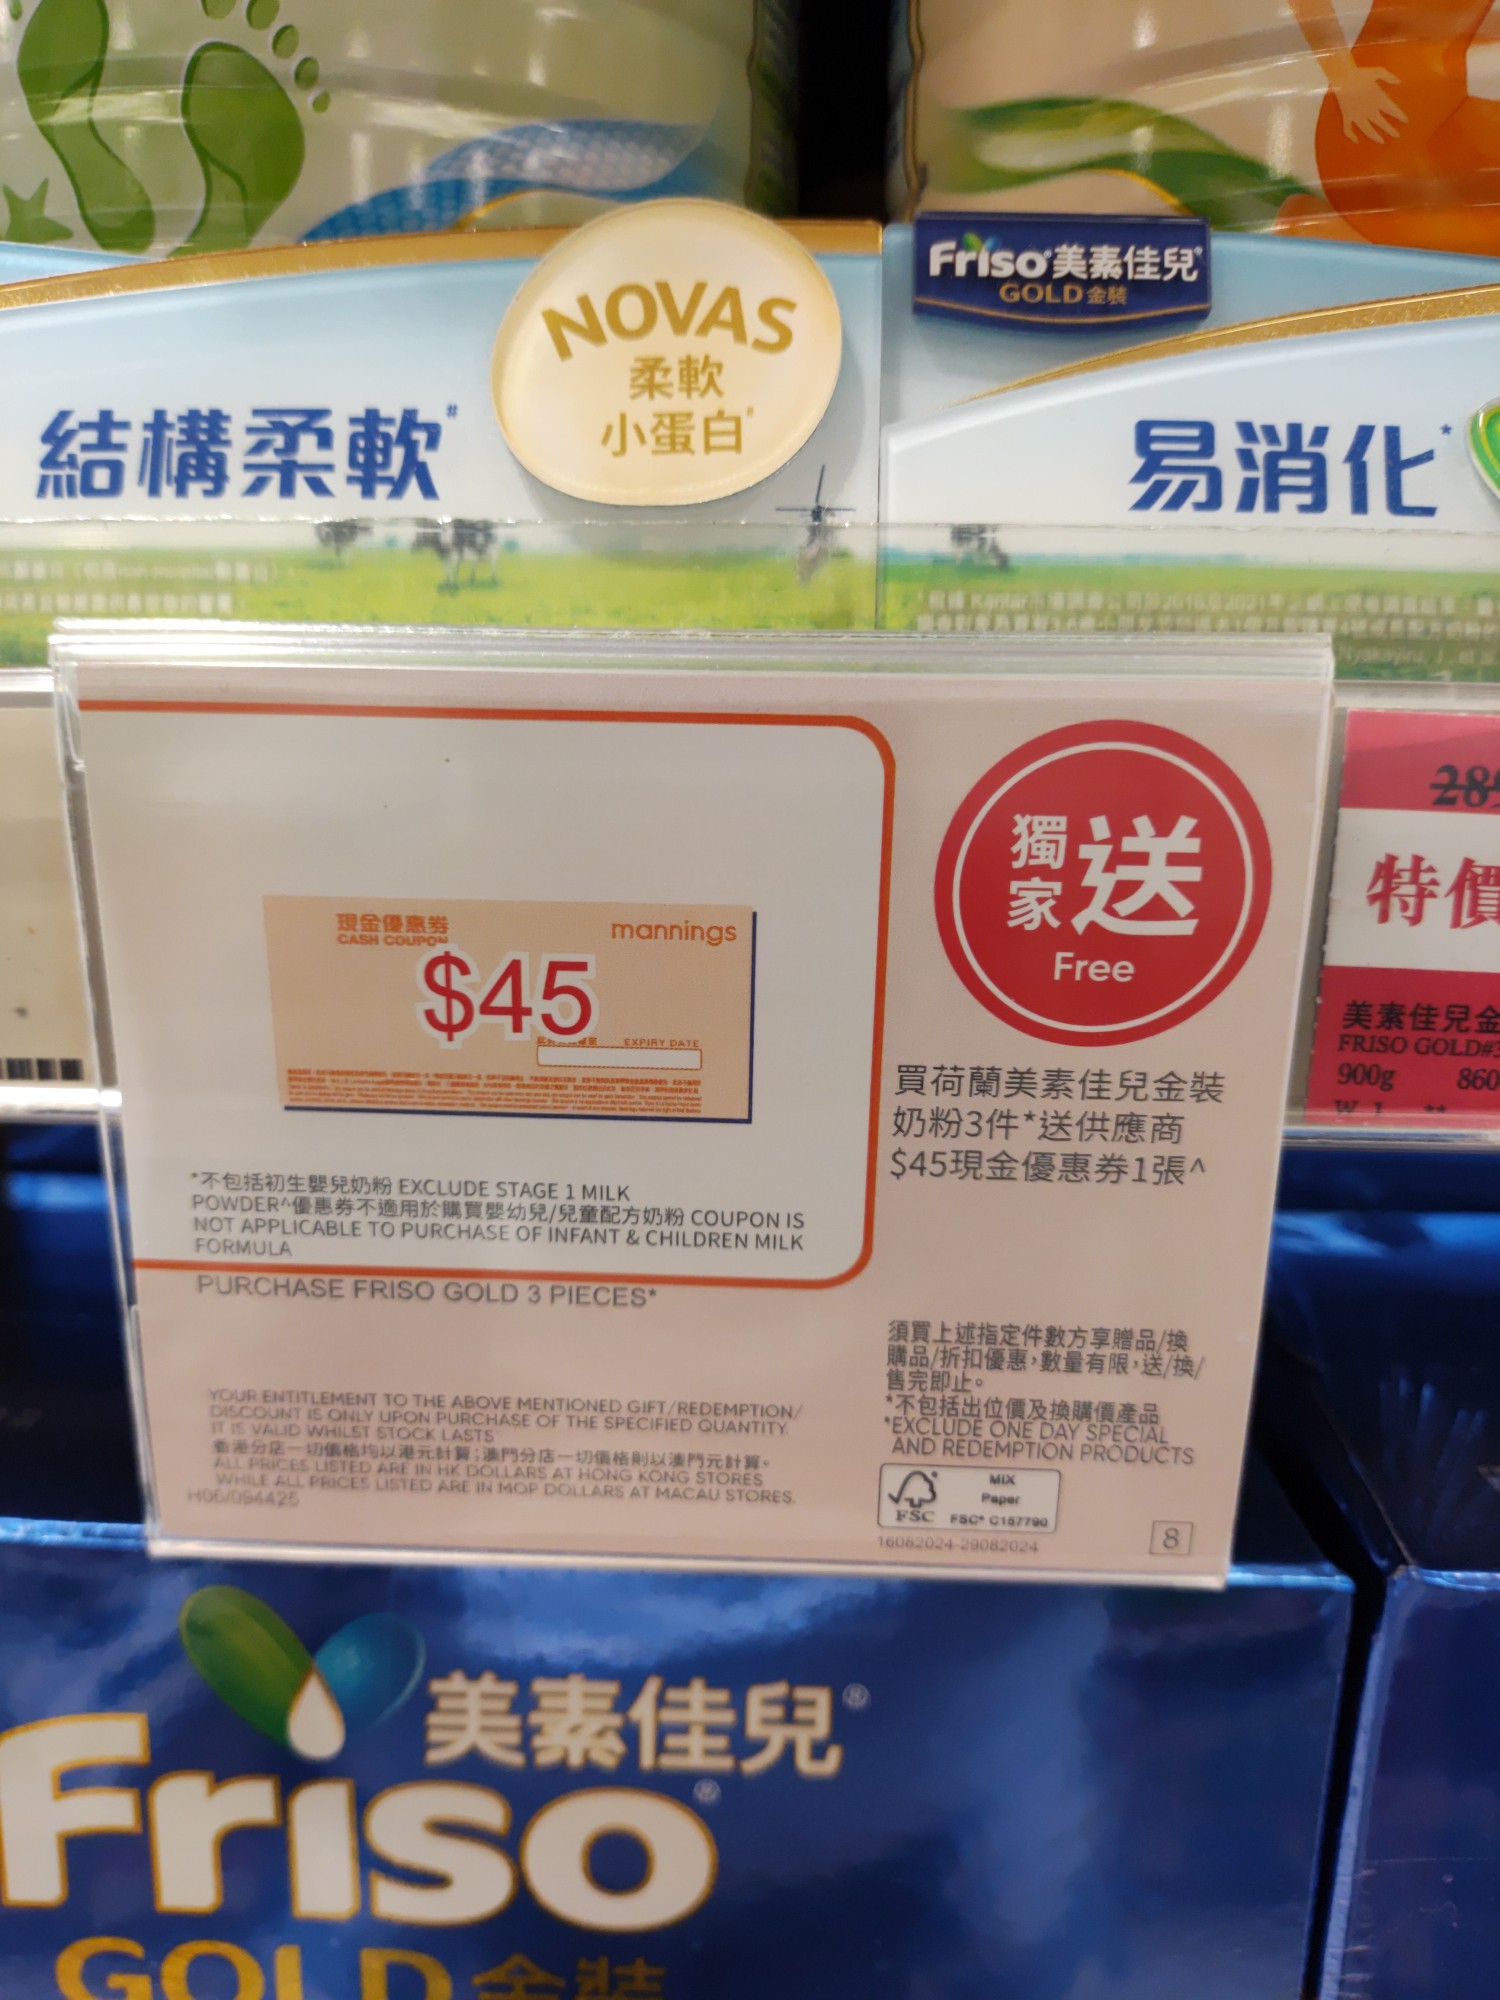 NOVAS
柔軟
小蛋白
結構柔軟#
Friso®美素佳兒®
GOLD金裝
易消化*
現金優惠券
CASH COUPON
mannings
$45
EXPIRY DATE
*不包括初生嬰兒奶粉 EXCLUDE STAGE 1 MILK
POWDER^優惠券不適用於購買嬰幼兒/兒童配方奶粉 COUPON IS
NOT APPLICABLE TO PURCHASE OF INFANT & CHILDREN MILK
FORMULA
PURCHASE FRISO GOLD 3 PIECES*
YOUR ENTITLEMENT TO THE ABOVE MENTIONED GIFT/REDEMPTION/
DISCOUNT IS ONLY UPON PURCHASE OF THE SPECIFIED QUANTITY.
IT IS VALID WHILST STOCK LASTS
香港分店一切價格均以港元計算;澳門分店一切價格則以澳門元計算。
ALL PRICES LISTED ARE IN HK DOLLARS AT HONG KONG STORES
WHILE ALL PRICES LISTED ARE IN MOP DOLLARS AT MACAU STORES.
H06/094425
獨家送
Free
買荷蘭美素佳兒金裝
奶粉3件*送供應商
$45現金優惠券1張^
須買上述指定件數方享贈品/換
購品/折扣優惠,數量有限,送/換/
售完即止。
*不包括出位價及換購價產品
*EXCLUDE ONE DAY SPECIAL
AND REDEMPTION PRODUCTS
FSC
MIX
Paper
FSC® C157790
16082024-29082024
8
特價
美素佳兒金
FRISO GOLD#3
900g 860
W 1 **
美素佳兒®
Friso®
GOLD金裝